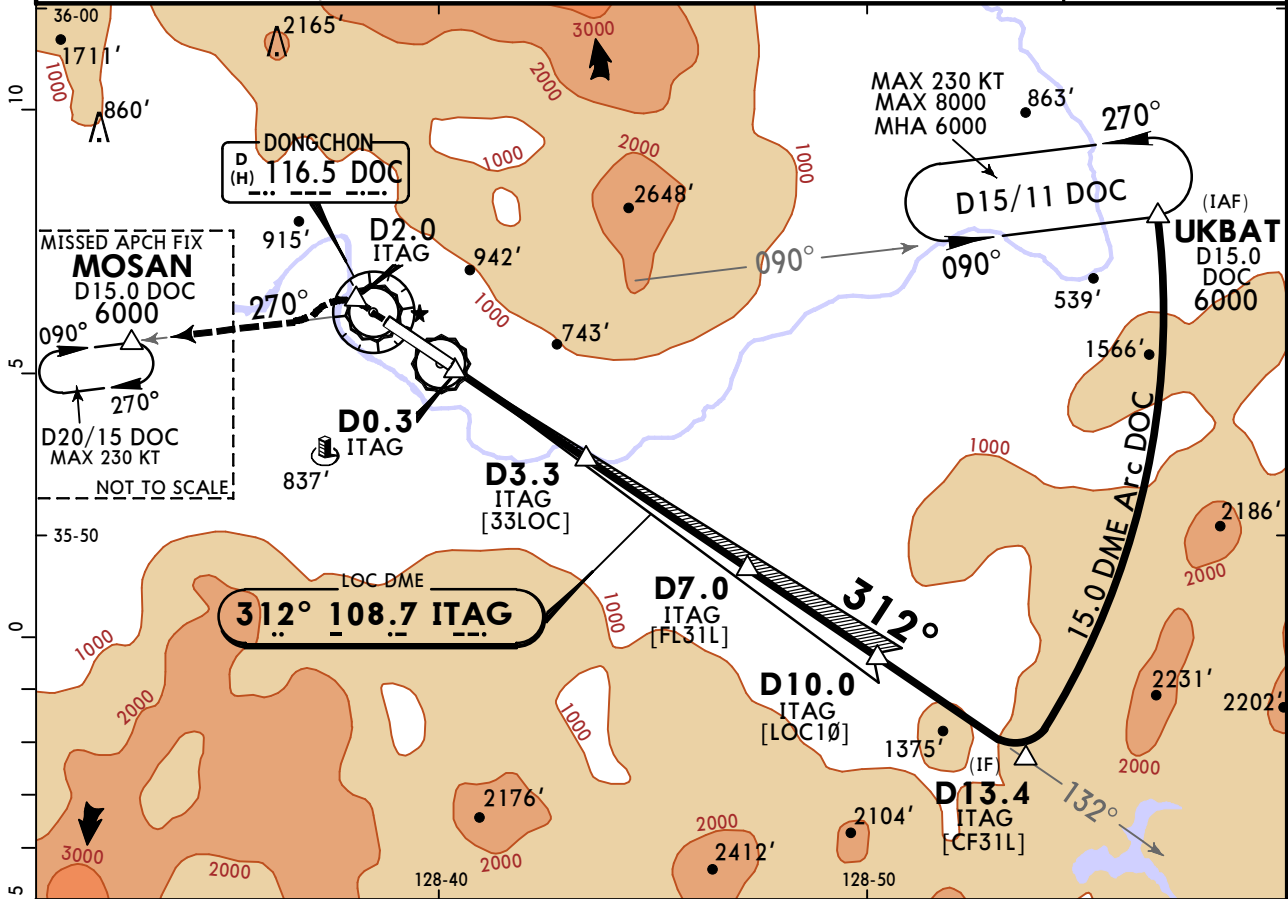 36-00
1711'
1000
860'
2165'
3000
2000
10
DONGCHON
D
(H)
116.5 DOC
1000
2000
2648'
1000
MAX 230 KT
MAX 8000
MHA 6000
863'
270°
D15/11 DOC
090°
(IAF)
UKBAT
D15.0
DOC
6000
090°
539'
1566'
915'
D2.0
ITAG
942'
1000
743'
MISSED APCH FIX
MOSAN
D15.0 DOC
6000
270°
090°
270°
D20/15 DOC
MAX 230 KT
NOT TO SCALE
5
D0.3
ITAG
837'
D3.3
ITAG
[33LOC]
1000
15.0 DME Arc DOC
2186'
2000
35-50
LOC DME
312° 108.7 ITAG
1000
D7.0
ITAG
[FL31L]
312°
D10.0
ITAG
[LOC10]
0
1000
2000
1000
1375'
(IF)
D13.4
ITAG
[CF31L]
132°
2231'
2202'
2000
2176'
2000
2104'
2000
2412'
3000
2000
5
128-40
128-50